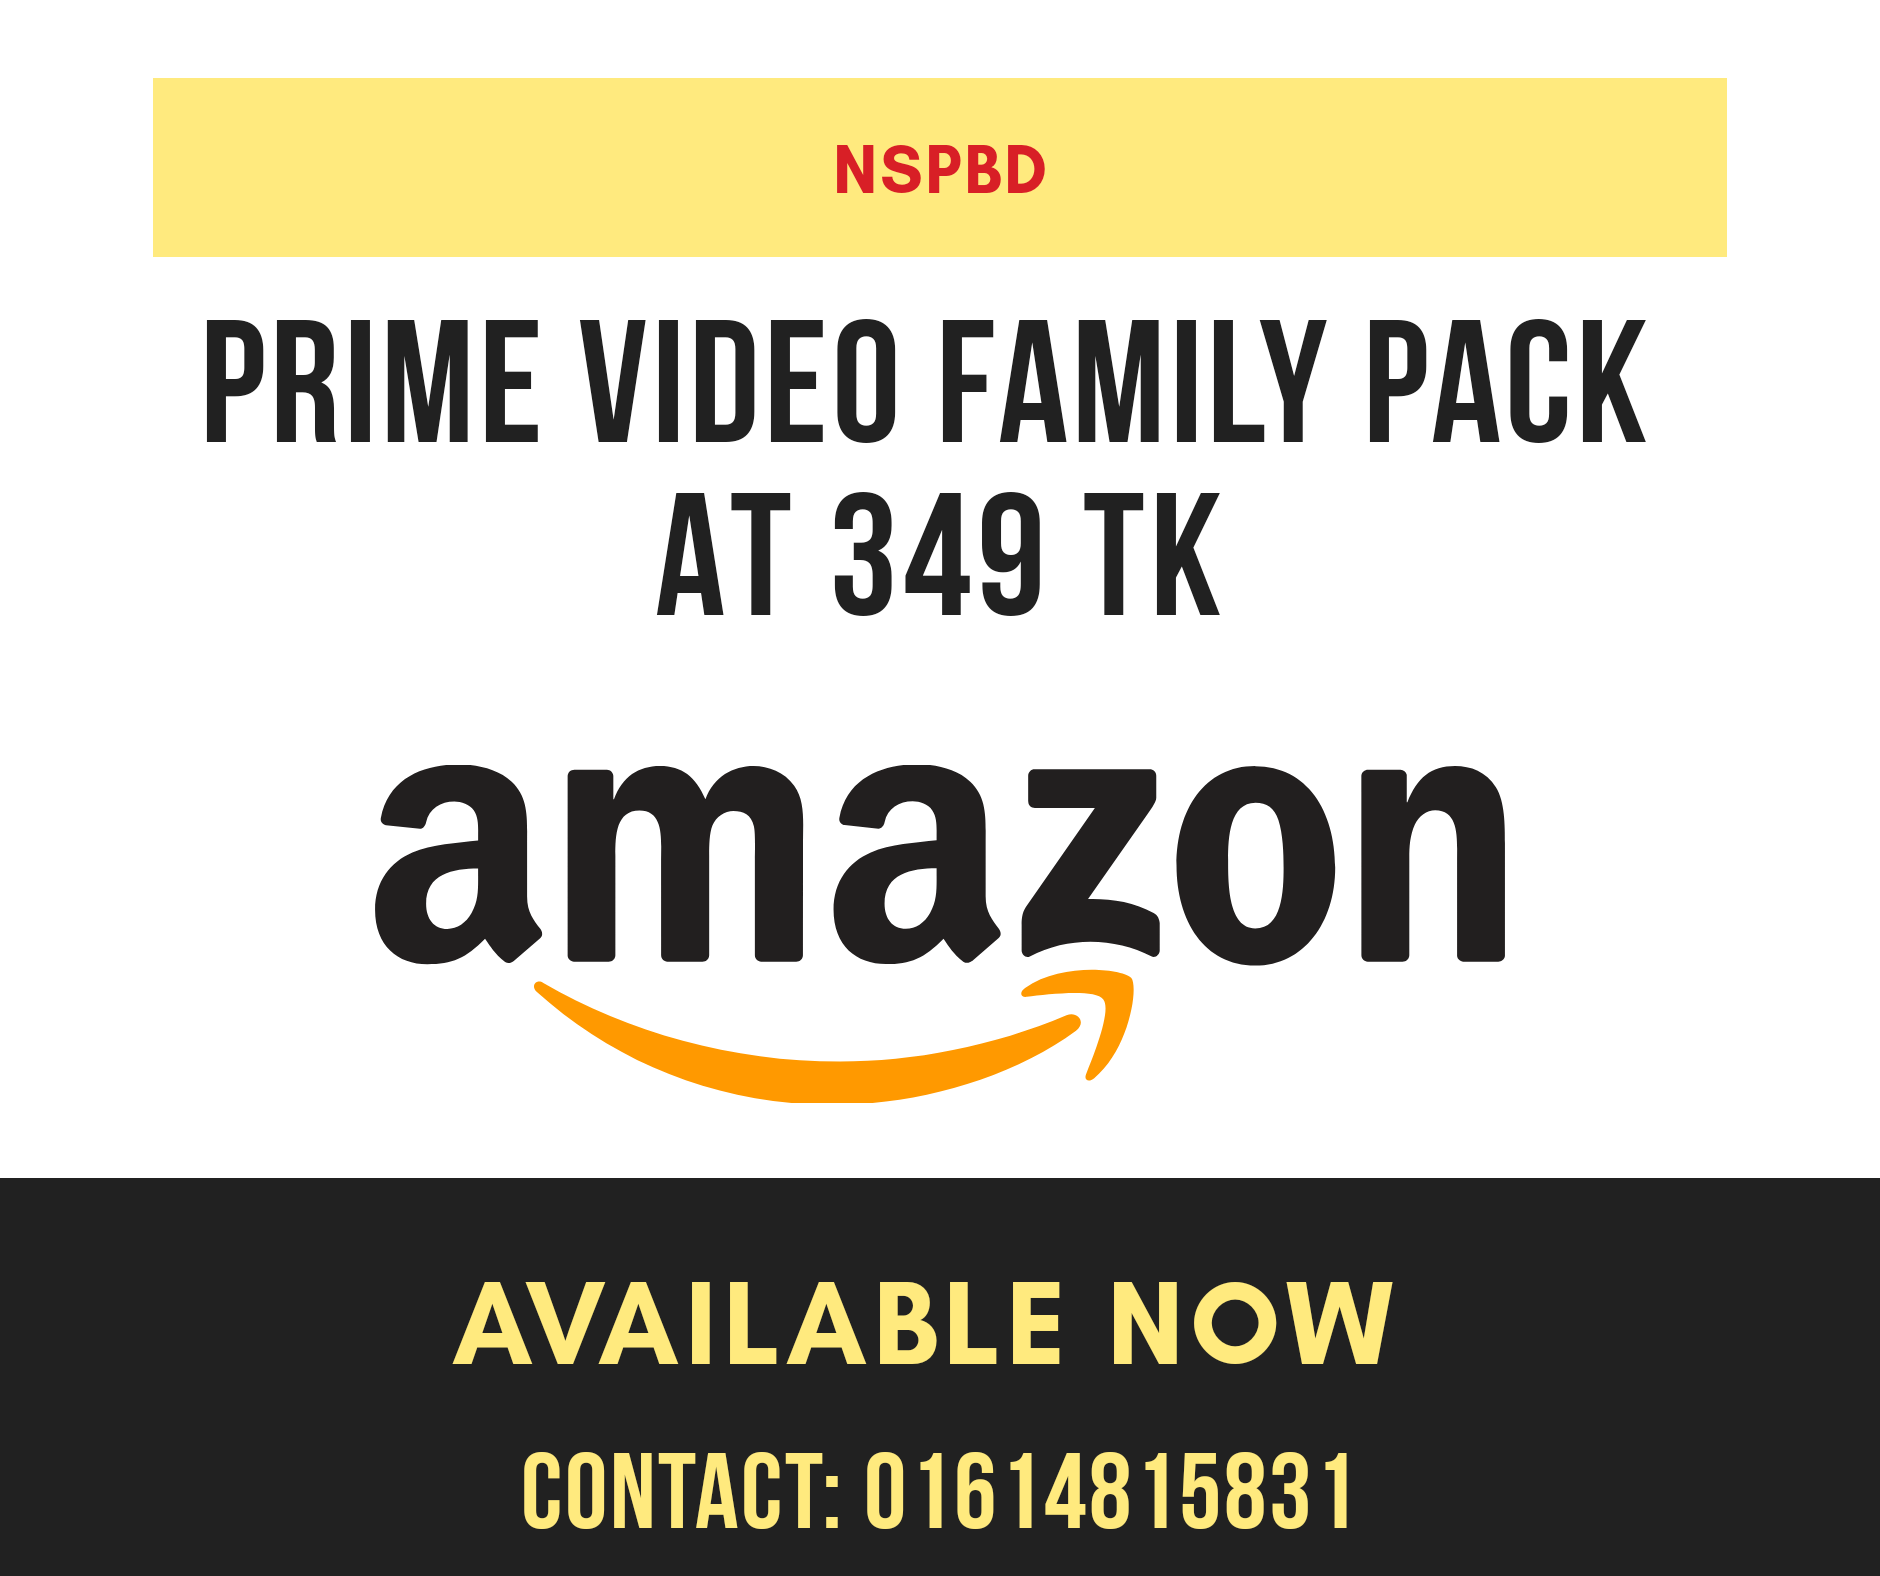 NSPBD
PRIME VIDEO FAMILY PACK
AT 349 TK
amazon
AVAILABLE NOW
CONTACT: 01614815831